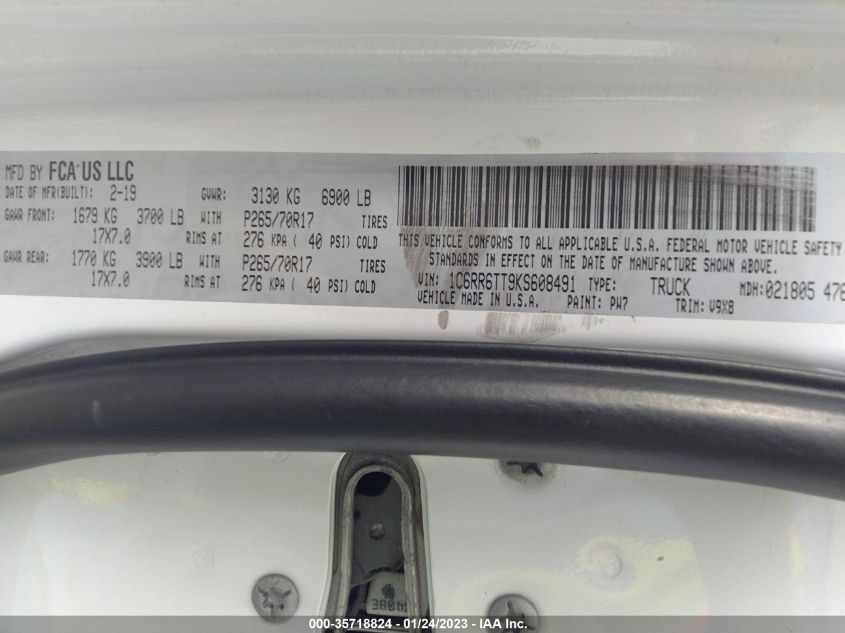 MFD BY FCA US LLC
DATE OF MFR(BUILT): 2-19 GVWR: 3130 KG 6900 LB
GAWR FRONT: 1679 KG 3700 LB WITH P265/70R17 TIRES
17X7.0 RIMS AT 276 KPA ( 40 PSI) COLD
GAWR REAR: 1770 KG 3900 LB WITH P265/70R17 TIRES
17X7.0 RIMS AT 276 KPA ( 40 PSI) COLD
THIS VEHICLE CONFORMS TO ALL APPLICABLE U.S.A. FEDERAL MOTOR VEHICLE SAFETY
STANDARDS IN EFFECT ON THE DATE OF MANUFACTURE SHOWN ABOVE.
VIN: 1C6RR6TT9KS608491 TYPE: TRUCK MDH:021805 476
VEHICLE MADE IN U.S.A. PAINT: PW7 TRIM: V9X8
000-35718824 - 01/24/2023 - IAA Inc.